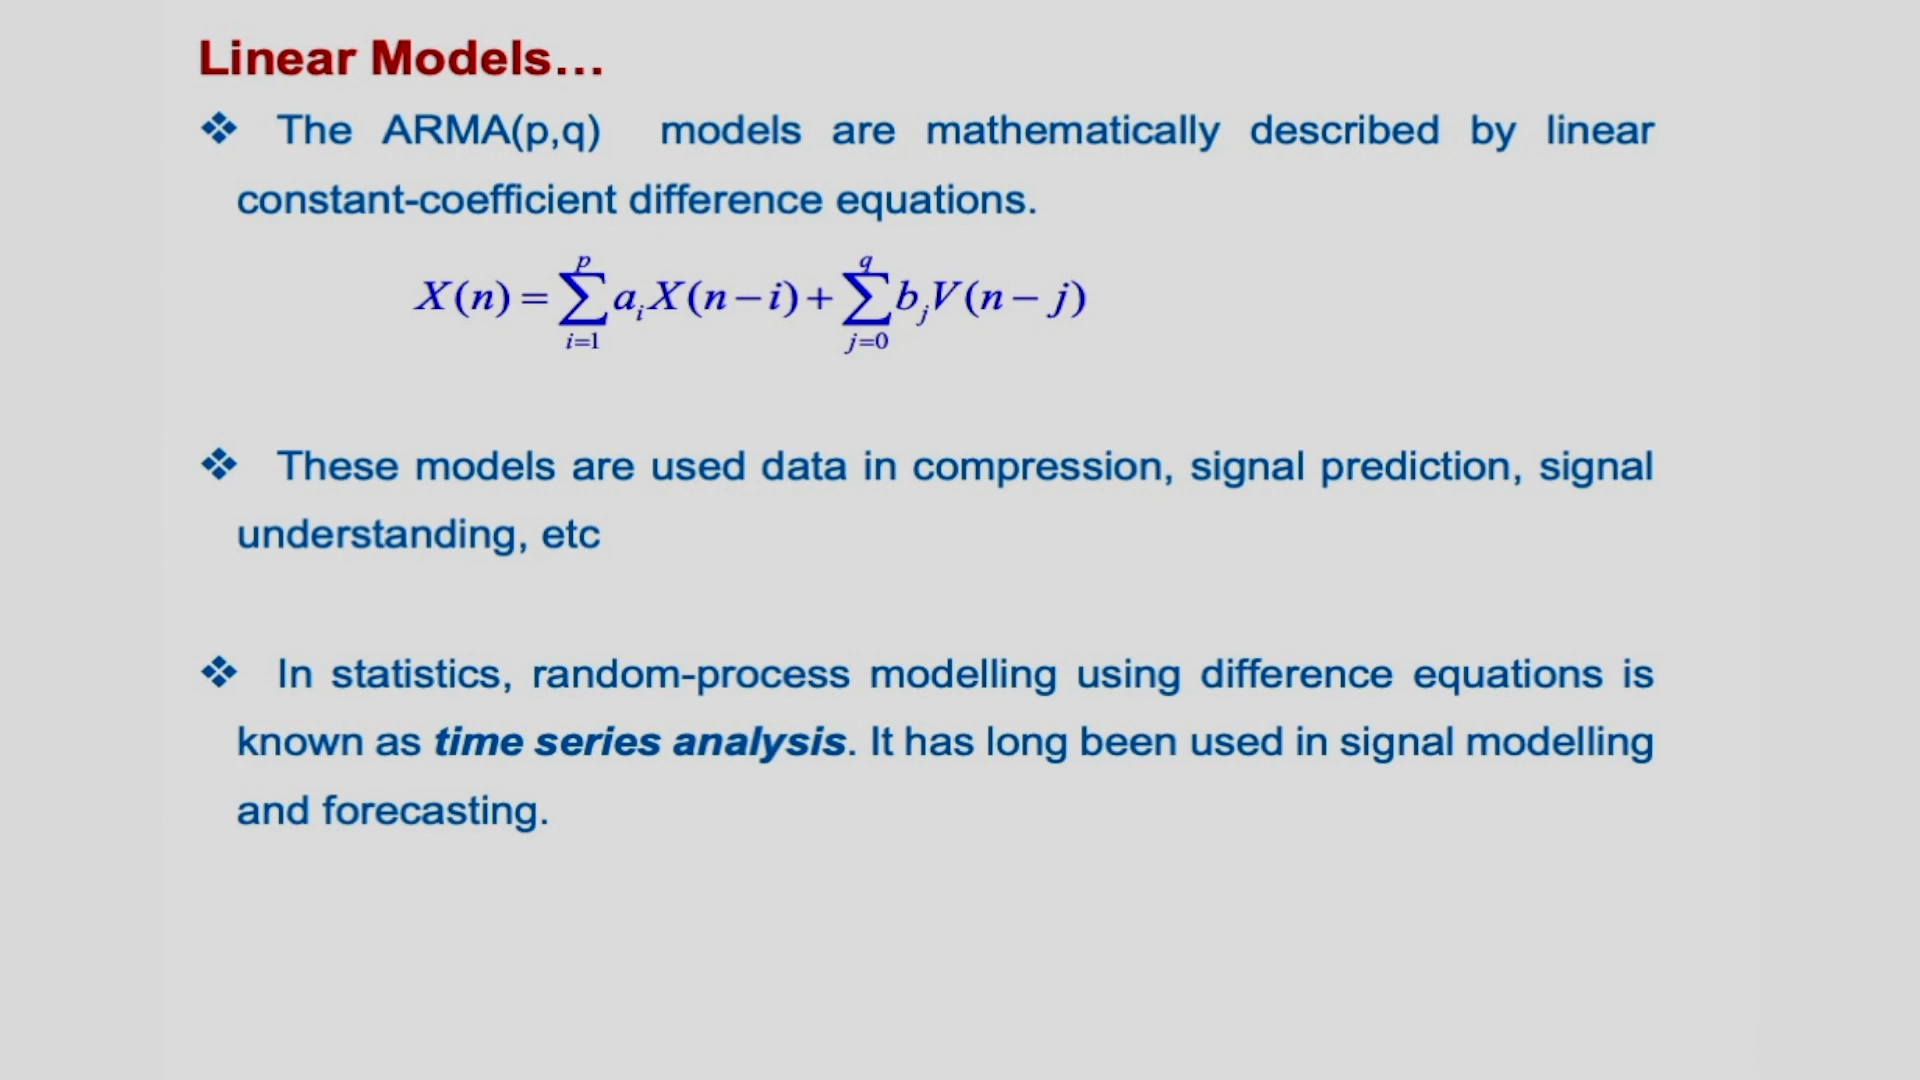 Linear Models...
❖ The ARMA(p,q) models are mathematically described by linear
constant-coefficient difference equations.
X(n) = \sum_{i=1}^{p} a_i X(n-i) + \sum_{j=0}^{q} b_j V(n-j)
❖ These models are used data in compression, signal prediction, signal
understanding, etc
❖ In statistics, random-process modelling using difference equations is
known as time series analysis. It has long been used in signal modelling
and forecasting.